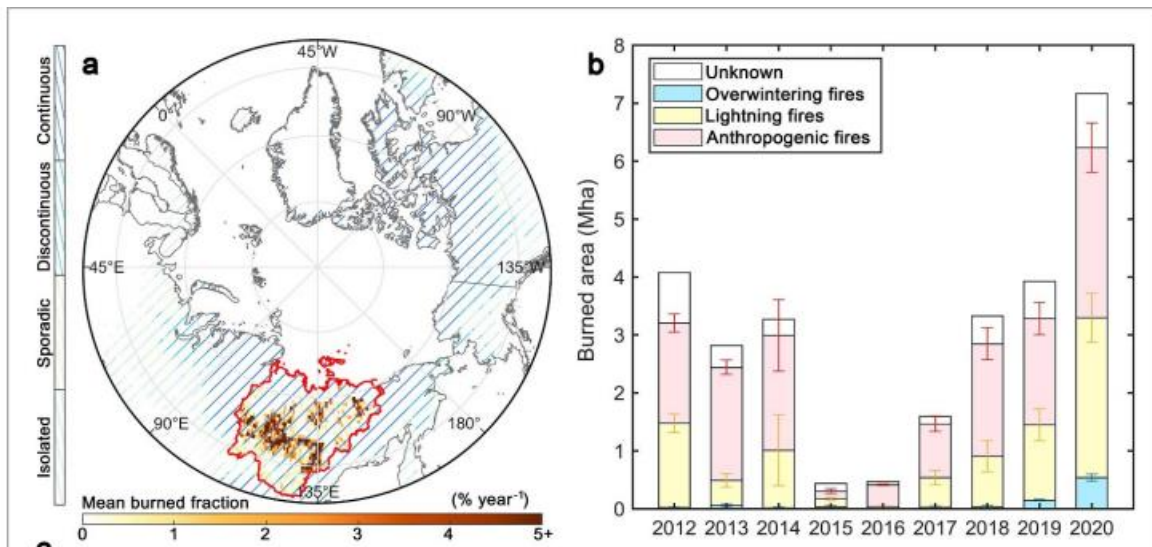 a
45°W
0°
90°W
45°E
135°W
90°E
180°
135°E
Continuous
Discontinuous
Sporadic
Isolated
Mean burned fraction
(% year⁻¹)
0 1 2 3 4 5+
b
Unknown
Overwintering fires
Lightning fires
Anthropogenic fires
Burned area (Mha)
8
7
6
5
4
3
2
1
0
2012 2013 2014 2015 2016 2017 2018 2019 2020